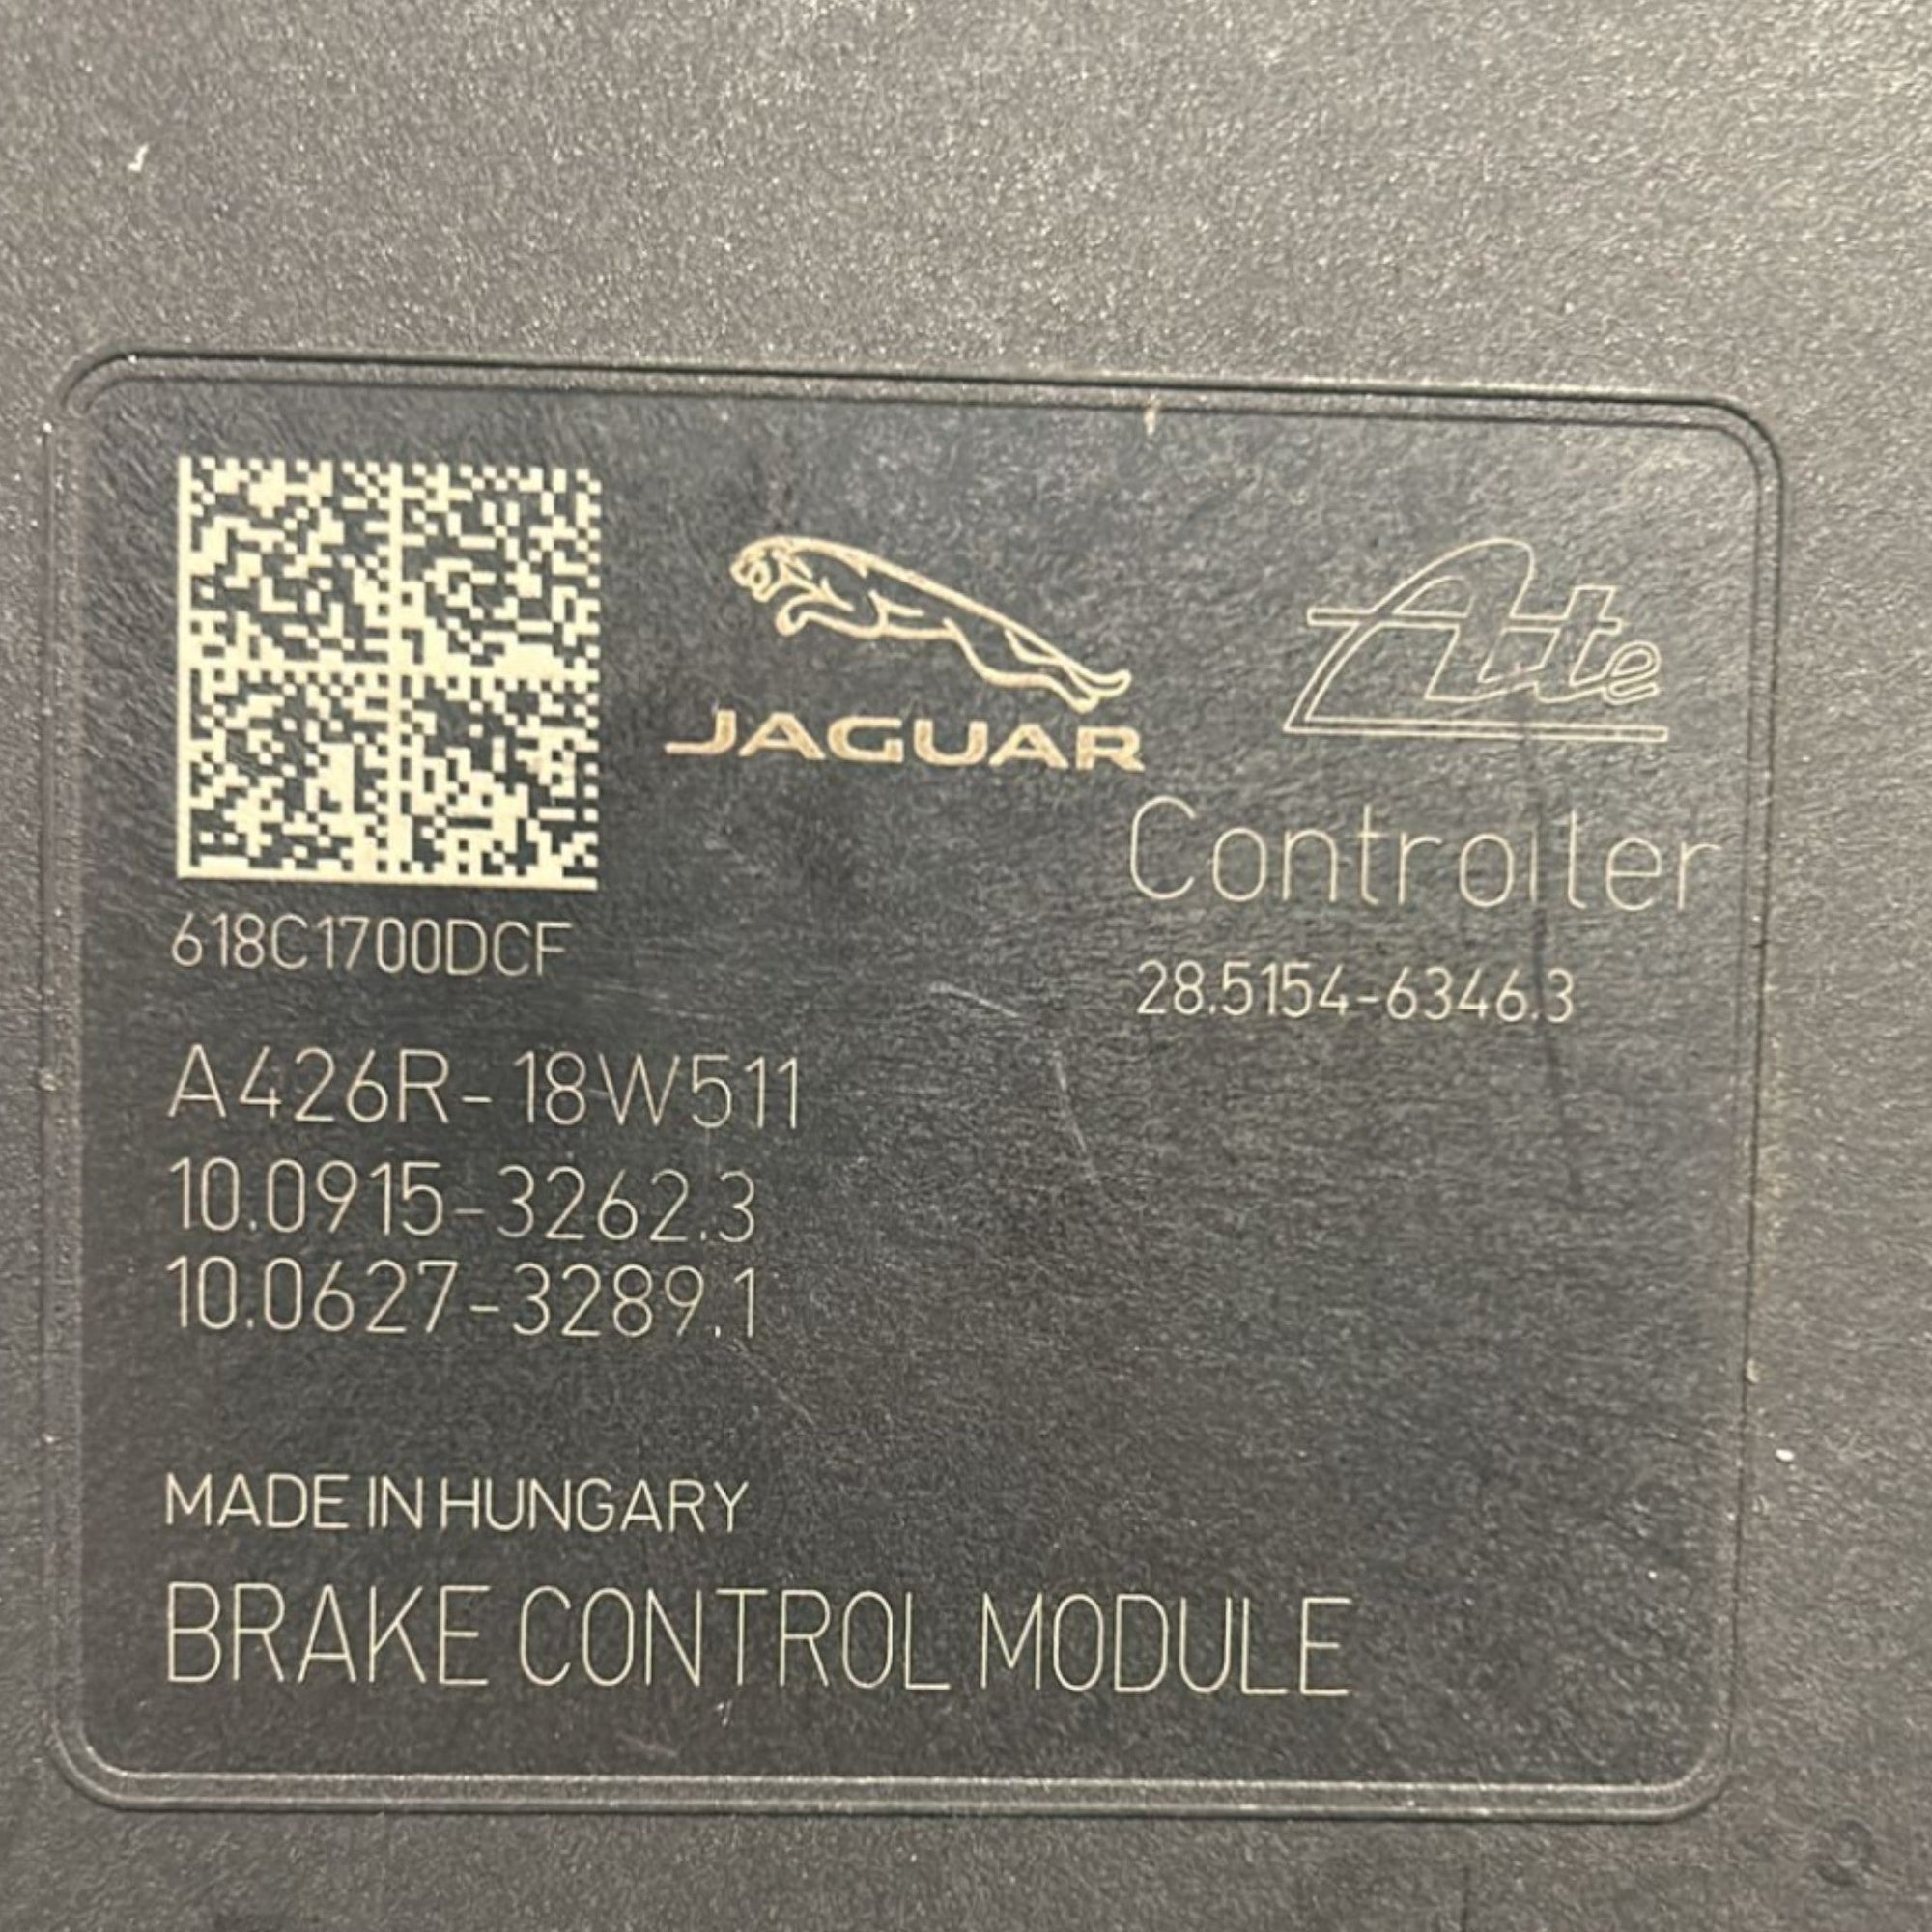 JAGUAR
Ate
Controller
618C1700DCF
28.5154-6346.3
A426R-18W511
10.0915-3262.3
10.0627-3289.1
MADE IN HUNGARY
BRAKE CONTROL MODULE